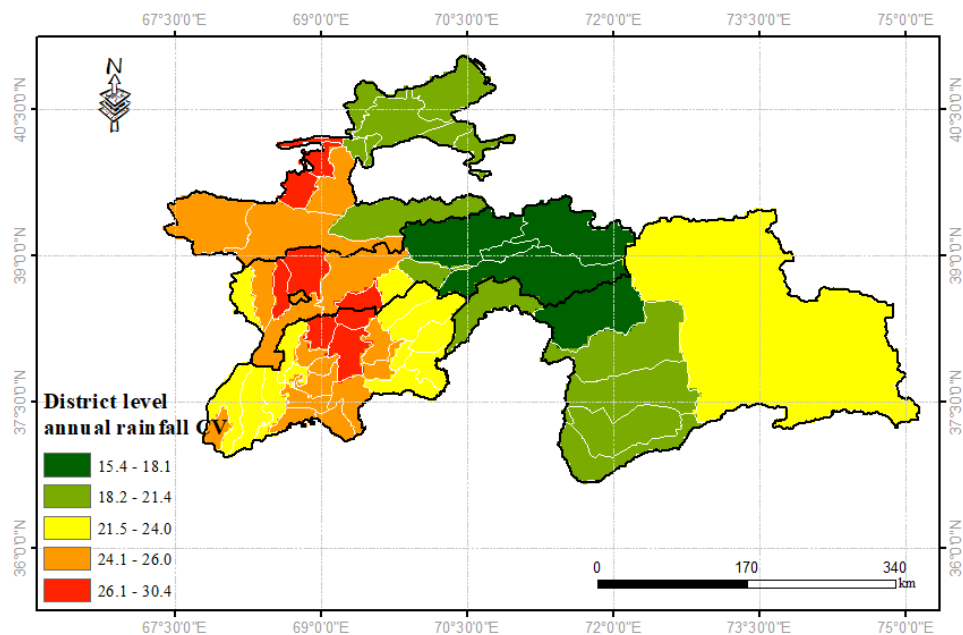 67°30'0"E 69°0'0"E 70°30'0"E 72°0'0"E 73°30'0"E 75°0'0"E
N
40°30'0"N 40°30'0"N
39°0'0"N 39°0'0"N
37°30'0"N 37°30'0"N
36°0'0"N 36°0'0"N
District level
annual rainfall CV
15.4 - 18.1
18.2 - 21.4
21.5 - 24.0
24.1 - 26.0
26.1 - 30.4
0 170 340
km
67°30'0"E 69°0'0"E 70°30'0"E 72°0'0"E 73°30'0"E 75°0'0"E